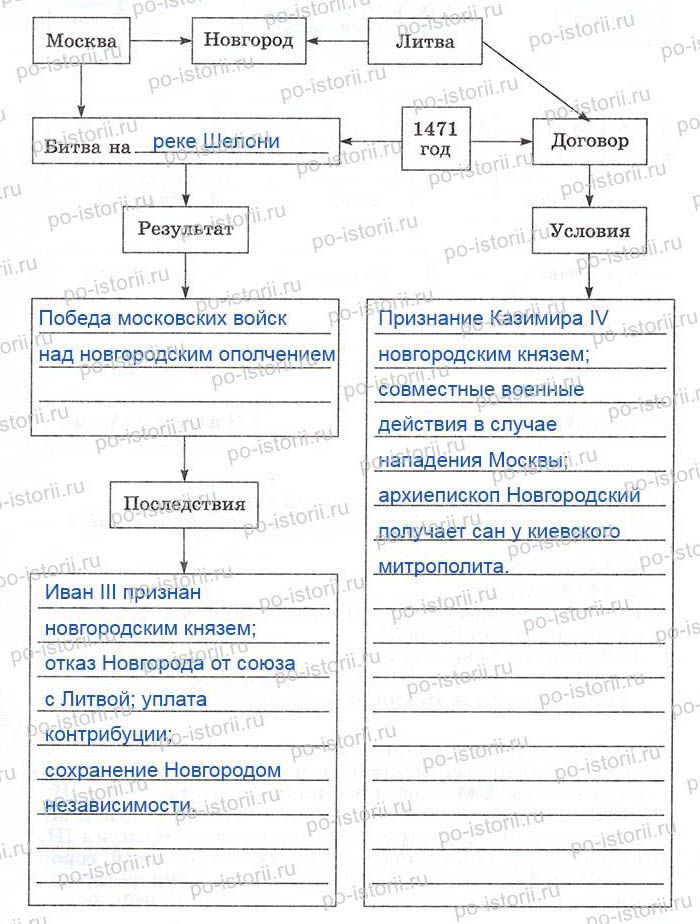 Москва
Новгород
Литва
Битва на реке Шелони
1471
год
Договор
Результат
Условия
Победа московских войск
над новгородским ополчением
Признание Казимира IV
новгородским князем;
совместные военные
действия в случае
нападения Москвы;
архиепископ Новгородский
получает сан у киевского
митрополита.
Последствия
Иван III признан
новгородским князем;
отказ Новгорода от союза
с Литвой; уплата
контрибуции;
сохранение Новгородом
независимости.
po-istorii.ru